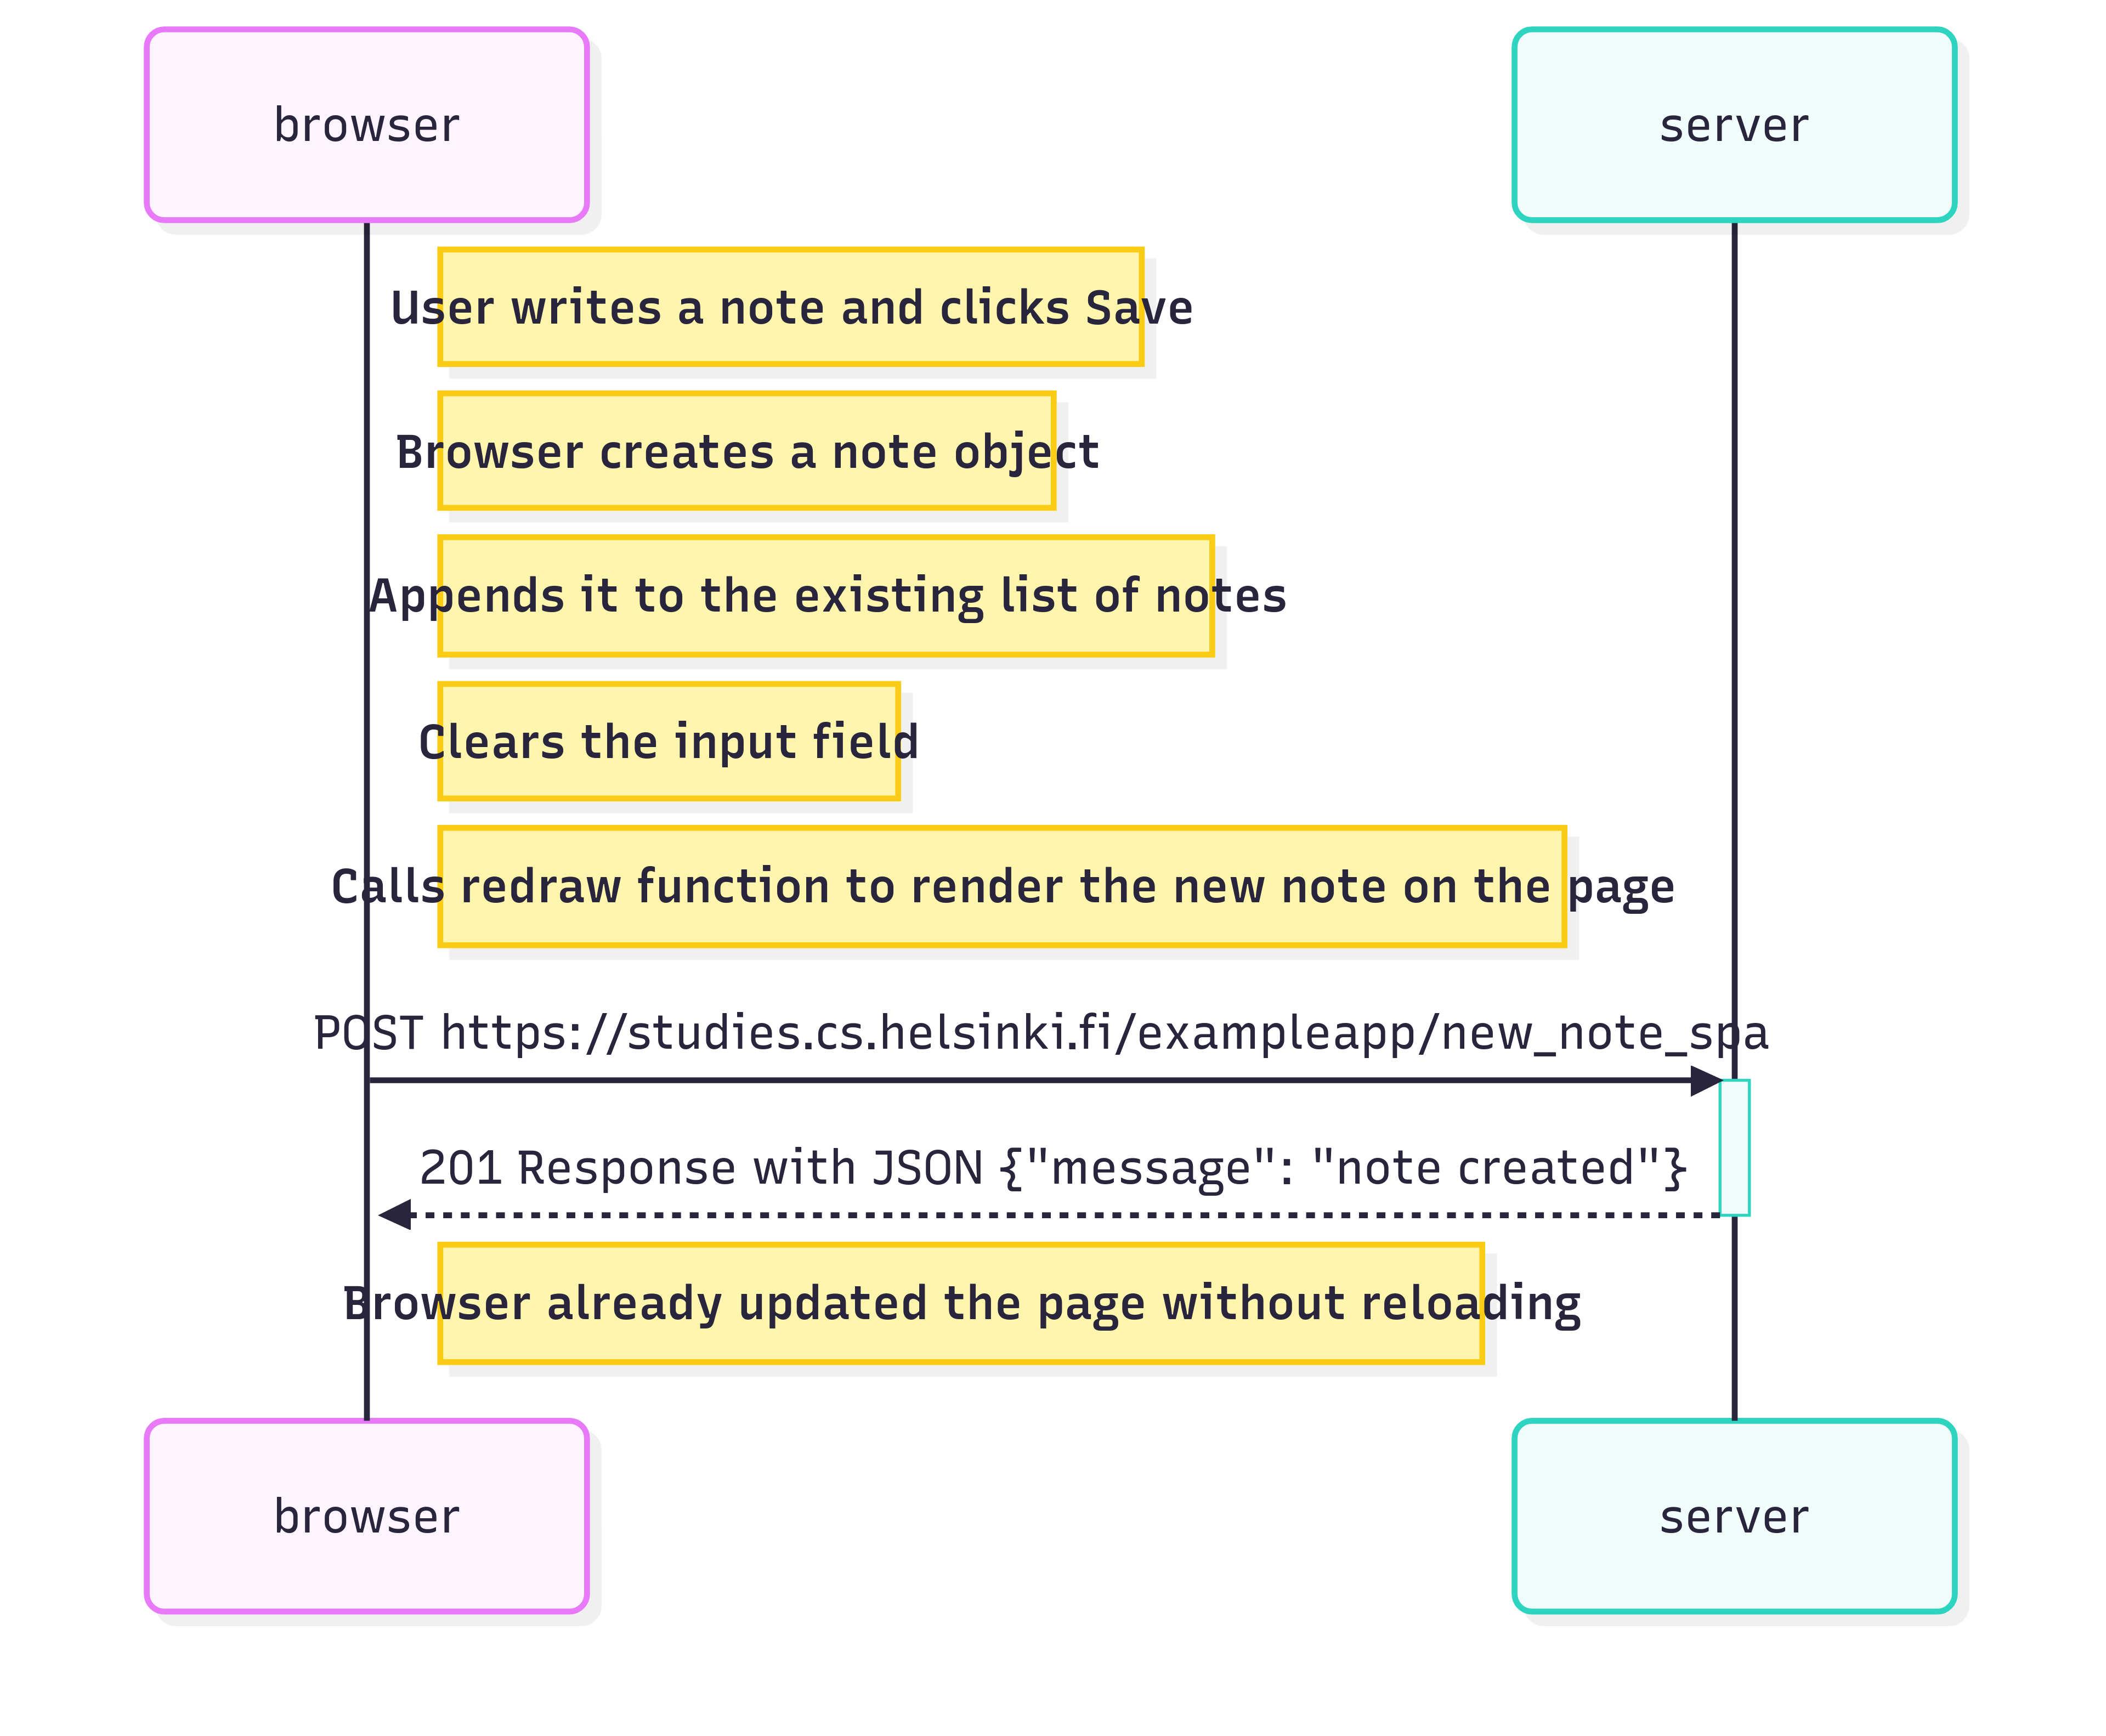 browser
server
User writes a note and clicks Save
Browser creates a note object
Appends it to the existing list of notes
Clears the input field
Calls redraw function to render the new note on the page
POST https://studies.cs.helsinki.fi/exampleapp/new_note_spa
201 Response with JSON {"message": "note created"}
Browser already updated the page without reloading
browser
server